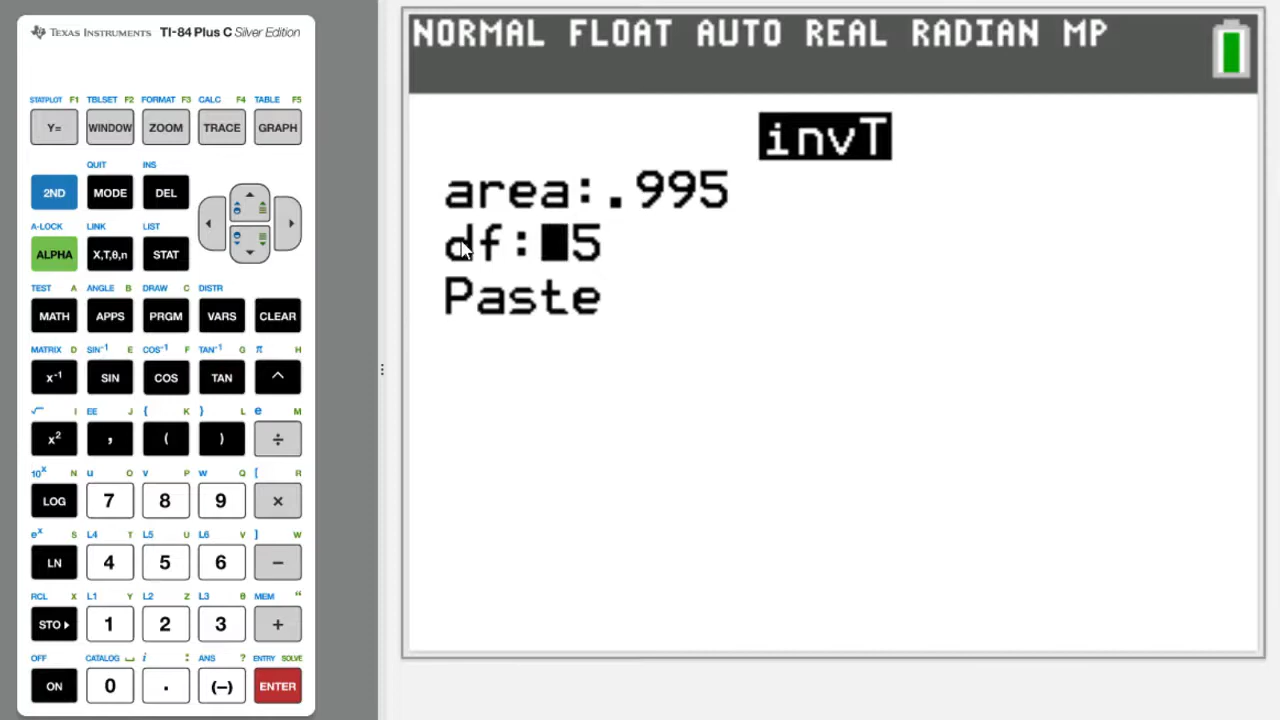 TEXAS INSTRUMENTS TI-84 Plus C Silver Edition
STATPLOT F1 TBLSET F2 FORMAT F3 CALC F4 TABLE F5
Y= WINDOW ZOOM TRACE GRAPH
QUIT INS
2ND MODE DEL
A-LOCK LINK LIST
ALPHA X,T,θ,n STAT
TEST A ANGLE B DRAW C DISTR
MATH APPS PRGM VARS CLEAR
MATRIX D SIN⁻¹ E COS⁻¹ F TAN⁻¹ G π H
x⁻¹ SIN COS TAN ^
√ I EE J { K } L e M
x² , ( ) ÷
10ˣ N u O v P w Q [ R
LOG 7 8 9 ×
eˣ S L4 T L5 U L6 V ] W
LN 4 5 6 −
RCL X L1 Y L2 Z L3 θ MEM “
STO▸ 1 2 3 +
OFF CATALOG ⎵ i : ANS ? ENTRY SOLVE
ON 0 . (−) ENTER
NORMAL FLOAT AUTO REAL RADIAN MP
invT
area:.995
df:█5
Paste